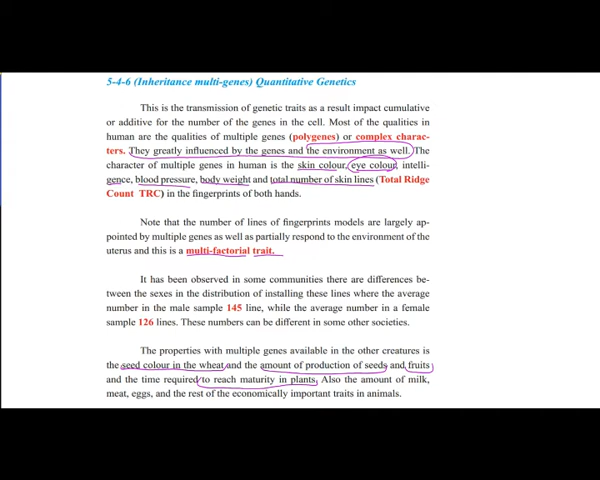 5-4-6 (Inheritance multi-genes) Quantitative Genetics
This is the transmission of genetic traits as a result impact cumulative
or additive for the number of the genes in the cell. Most of the qualities in
human are the qualities of multiple genes (polygenes) or complex charac-
ters. They greatly influenced by the genes and the environment as well. The
character of multiple genes in human is the skin colour, eye colour, intelli-
gence, blood pressure, body weight and total number of skin lines (Total Ridge
Count TRC) in the fingerprints of both hands.
Note that the number of lines of fingerprints models are largely ap-
pointed by multiple genes as well as partially respond to the environment of the
uterus and this is a multi-factorial trait.
It has been observed in some communities there are differences be-
tween the sexes in the distribution of installing these lines where the average
number in the male sample 145 line, while the average number in a female
sample 126 lines. These numbers can be different in some other societies.
The properties with multiple genes available in the other creatures is
the seed colour in the wheat and the amount of production of seeds and fruits
and the time required to reach maturity in plants. Also the amount of milk,
meat, eggs, and the rest of the economically important traits in animals.